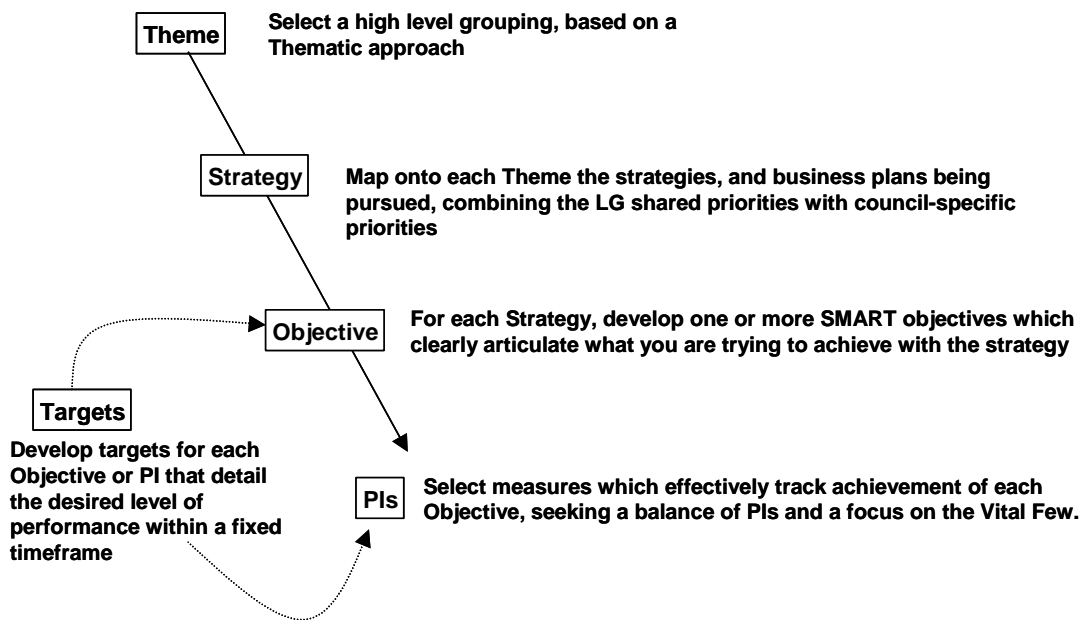 Theme
Select a high level grouping, based on a
Thematic approach
Strategy
Map onto each Theme the strategies, and business plans being
pursued, combining the LG shared priorities with council-specific
priorities
Objective
For each Strategy, develop one or more SMART objectives which
clearly articulate what you are trying to achieve with the strategy
Targets
Develop targets for each
Objective or PI that detail
the desired level of
performance within a fixed
timeframe
PIs
Select measures which effectively track achievement of each
Objective, seeking a balance of PIs and a focus on the Vital Few.